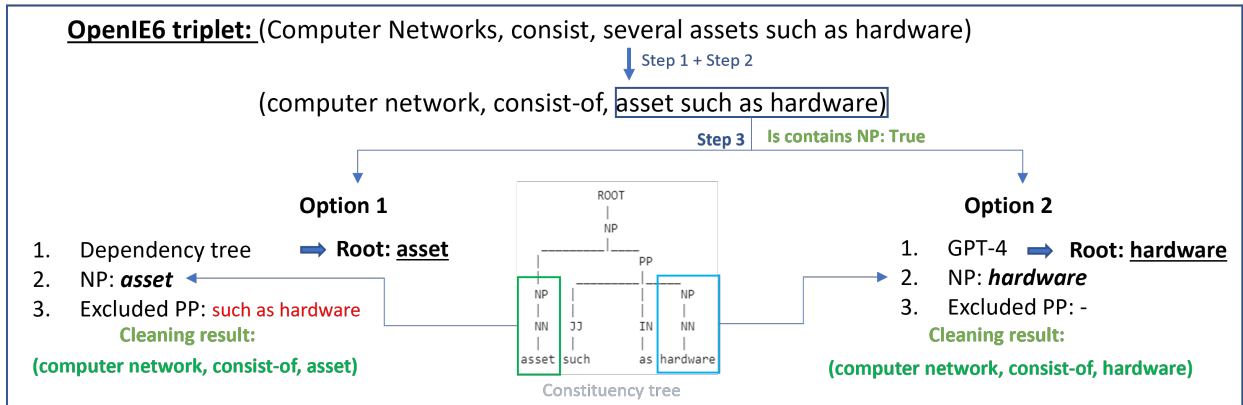 OpenIE6 triplet: (Computer Networks, consist, several assets such as hardware)
Step 1 + Step 2
(computer network, consist-of, asset such as hardware)
Step 3
Is contains NP: True
Option 1
1. Dependency tree
Root: asset
2. NP: asset
3. Excluded PP: such as hardware
Cleaning result:
(computer network, consist-of, asset)
ROOT
NP
PP
NP NP
NN JJ IN NN
asset such as hardware
Constituency tree
Option 2
1. GPT-4
Root: hardware
2. NP: hardware
3. Excluded PP: -
Cleaning result:
(computer network, consist-of, hardware)